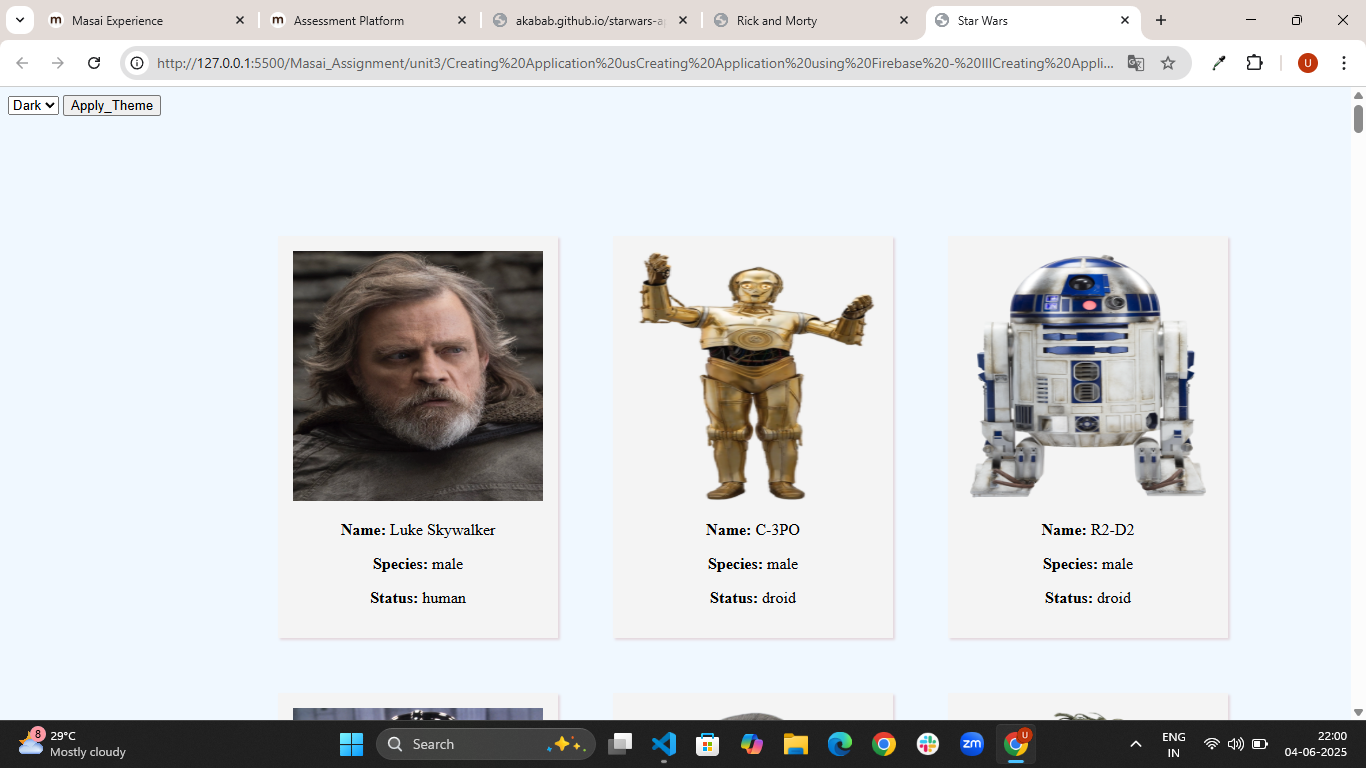 Masai Experience
Assessment Platform
akabab.github.io/starwars-a
Rick and Morty
Star Wars
http://127.0.0.1:5500/Masai_Assignment/unit3/Creating%20Application%20usCreating%20Application%20using%20Firebase%20-%20IIICreating%20Appli...
U
Dark Apply_Theme
Name: Luke Skywalker
Species: male
Status: human
Name: C-3PO
Species: male
Status: droid
Name: R2-D2
Species: male
Status: droid
8
29°C
Mostly cloudy
Search
zm
U
ENG
IN
22:00
04-06-2025